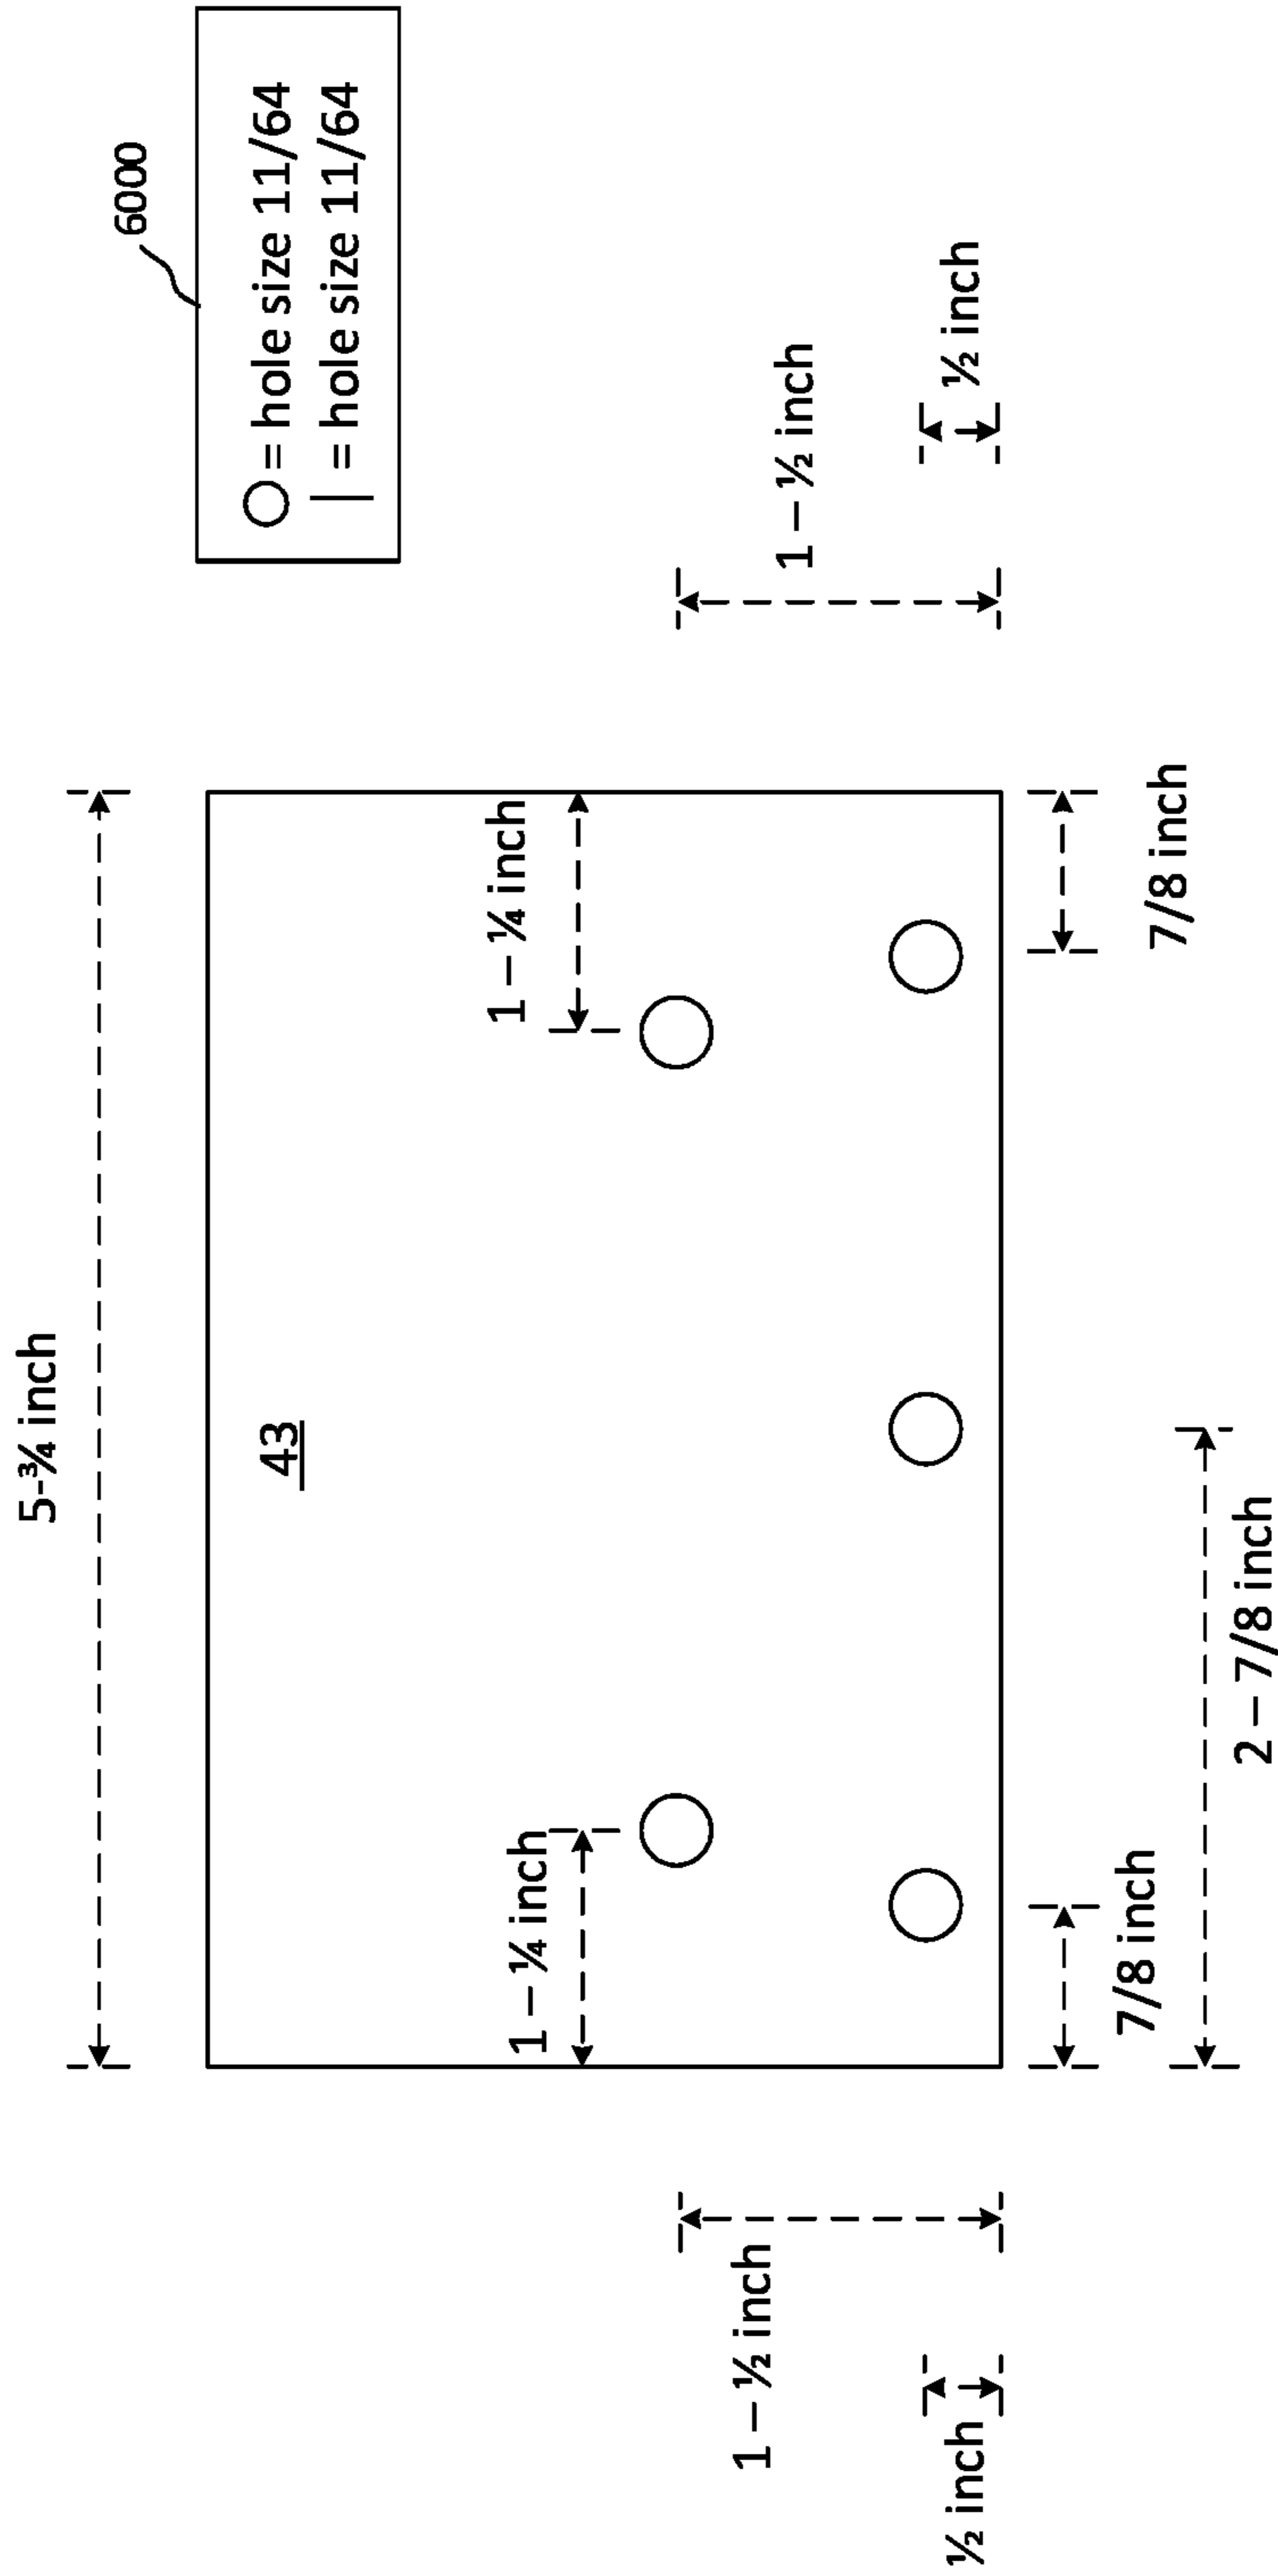 5-¾ inch
6000
= hole size 11/64
| = hole size 11/64
43
1 – ¼ inch
1 – ¼ inch
1 – ½ inch
1 – ½ inch
½ inch
½ inch
7/8 inch
7/8 inch
2 – 7/8 inch